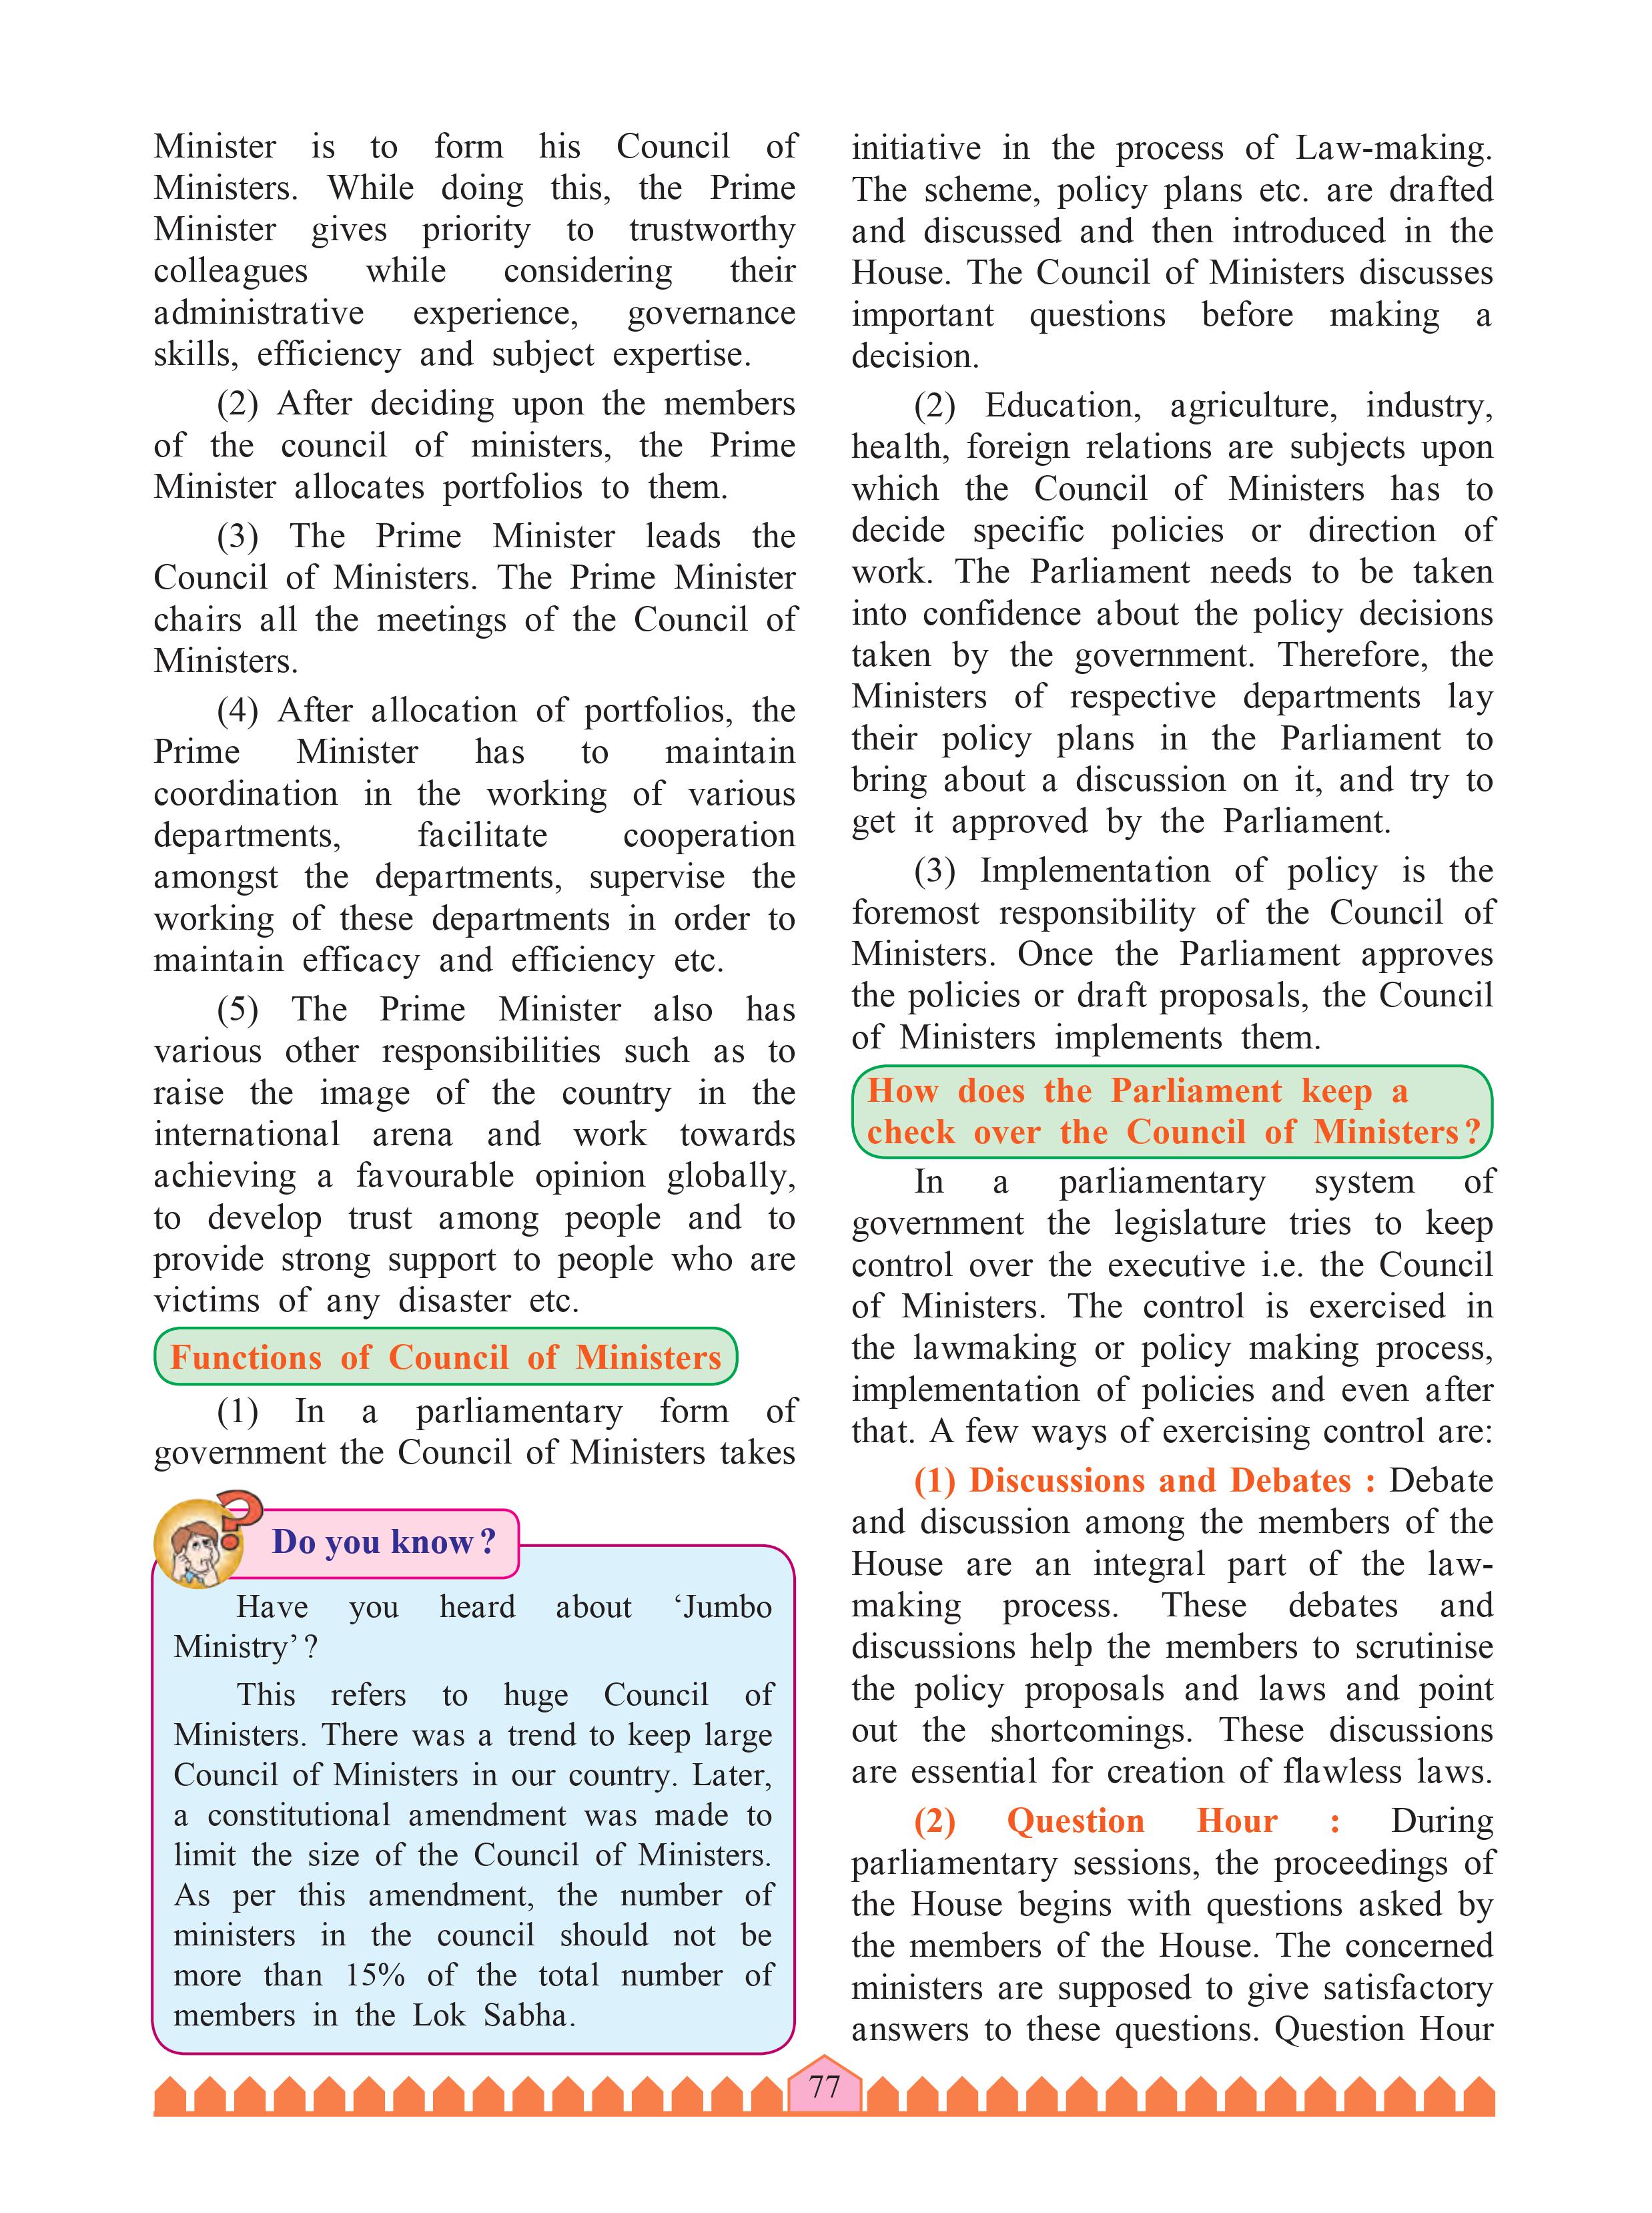 Minister is to form his Council of
Ministers. While doing this, the Prime
Minister gives priority to trustworthy
colleagues while considering their
administrative experience, governance
skills, efficiency and subject expertise.
(2) After deciding upon the members
of the council of ministers, the Prime
Minister allocates portfolios to them.
(3) The Prime Minister leads the
Council of Ministers. The Prime Minister
chairs all the meetings of the Council of
Ministers.
(4) After allocation of portfolios, the
Prime Minister has to maintain
coordination in the working of various
departments, facilitate cooperation
amongst the departments, supervise the
working of these departments in order to
maintain efficacy and efficiency etc.
(5) The Prime Minister also has
various other responsibilities such as to
raise the image of the country in the
international arena and work towards
achieving a favourable opinion globally,
to develop trust among people and to
provide strong support to people who are
victims of any disaster etc.
Functions of Council of Ministers
(1) In a parliamentary form of
government the Council of Ministers takes
Do you know ?
Have you heard about ‘Jumbo
Ministry’ ?
This refers to huge Council of
Ministers. There was a trend to keep large
Council of Ministers in our country. Later,
a constitutional amendment was made to
limit the size of the Council of Ministers.
As per this amendment, the number of
ministers in the council should not be
more than 15% of the total number of
members in the Lok Sabha.
initiative in the process of Law-making.
The scheme, policy plans etc. are drafted
and discussed and then introduced in the
House. The Council of Ministers discusses
important questions before making a
decision.
(2) Education, agriculture, industry,
health, foreign relations are subjects upon
which the Council of Ministers has to
decide specific policies or direction of
work. The Parliament needs to be taken
into confidence about the policy decisions
taken by the government. Therefore, the
Ministers of respective departments lay
their policy plans in the Parliament to
bring about a discussion on it, and try to
get it approved by the Parliament.
(3) Implementation of policy is the
foremost responsibility of the Council of
Ministers. Once the Parliament approves
the policies or draft proposals, the Council
of Ministers implements them.
How does the Parliament keep a
check over the Council of Ministers ?
In a parliamentary system of
government the legislature tries to keep
control over the executive i.e. the Council
of Ministers. The control is exercised in
the lawmaking or policy making process,
implementation of policies and even after
that. A few ways of exercising control are:
(1) Discussions and Debates : Debate
and discussion among the members of the
House are an integral part of the law-
making process. These debates and
discussions help the members to scrutinise
the policy proposals and laws and point
out the shortcomings. These discussions
are essential for creation of flawless laws.
(2) Question Hour : During
parliamentary sessions, the proceedings of
the House begins with questions asked by
the members of the House. The concerned
ministers are supposed to give satisfactory
answers to these questions. Question Hour
77